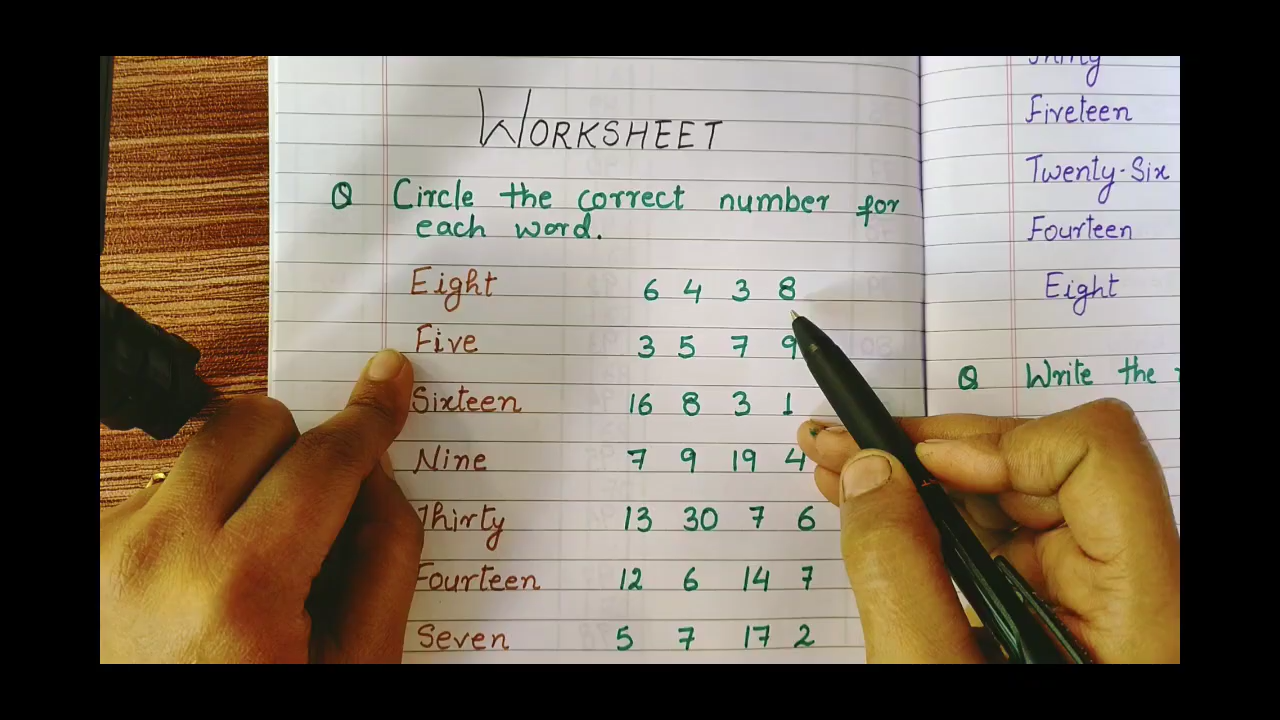 WORKSHEET
Q Circle the correct number for
each word.
Eight 6 4 3 8
Five 3 5 7 9
Sixteen 16 8 3 1
Nine 7 9 19 4
Thirty 13 30 7 6
Fourteen 12 6 14 7
Seven 5 7 17 2
Fiveteen
Twenty-Six
Fourteen
Eight
Q Write the